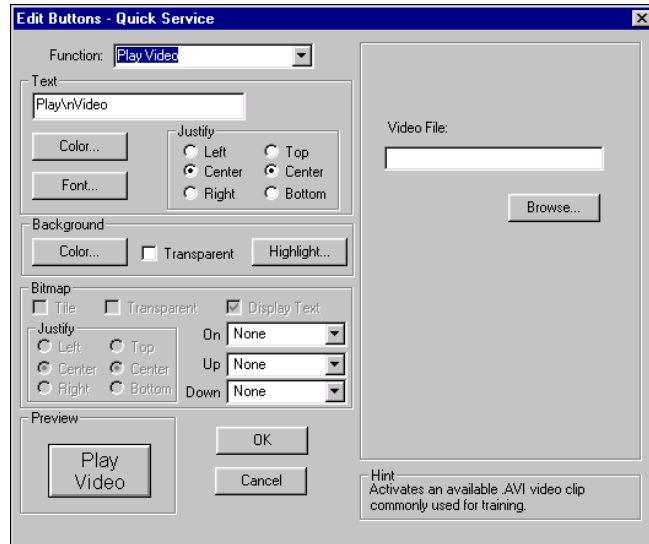 Edit Buttons - Quick Service
Function: Play Video
Text
Play\nVideo
Color...
Font...
Justify
Left Top
Center Center
Right Bottom
Background
Color... Transparent Highlight...
Bitmap
Tile Transparent Display Text
Justify
Left Top
Center Center
Right Bottom
On None
Up None
Down None
Preview
Play
Video
OK
Cancel
Video File:
Browse...
Hint
Activates an available .AVI video clip
commonly used for training.